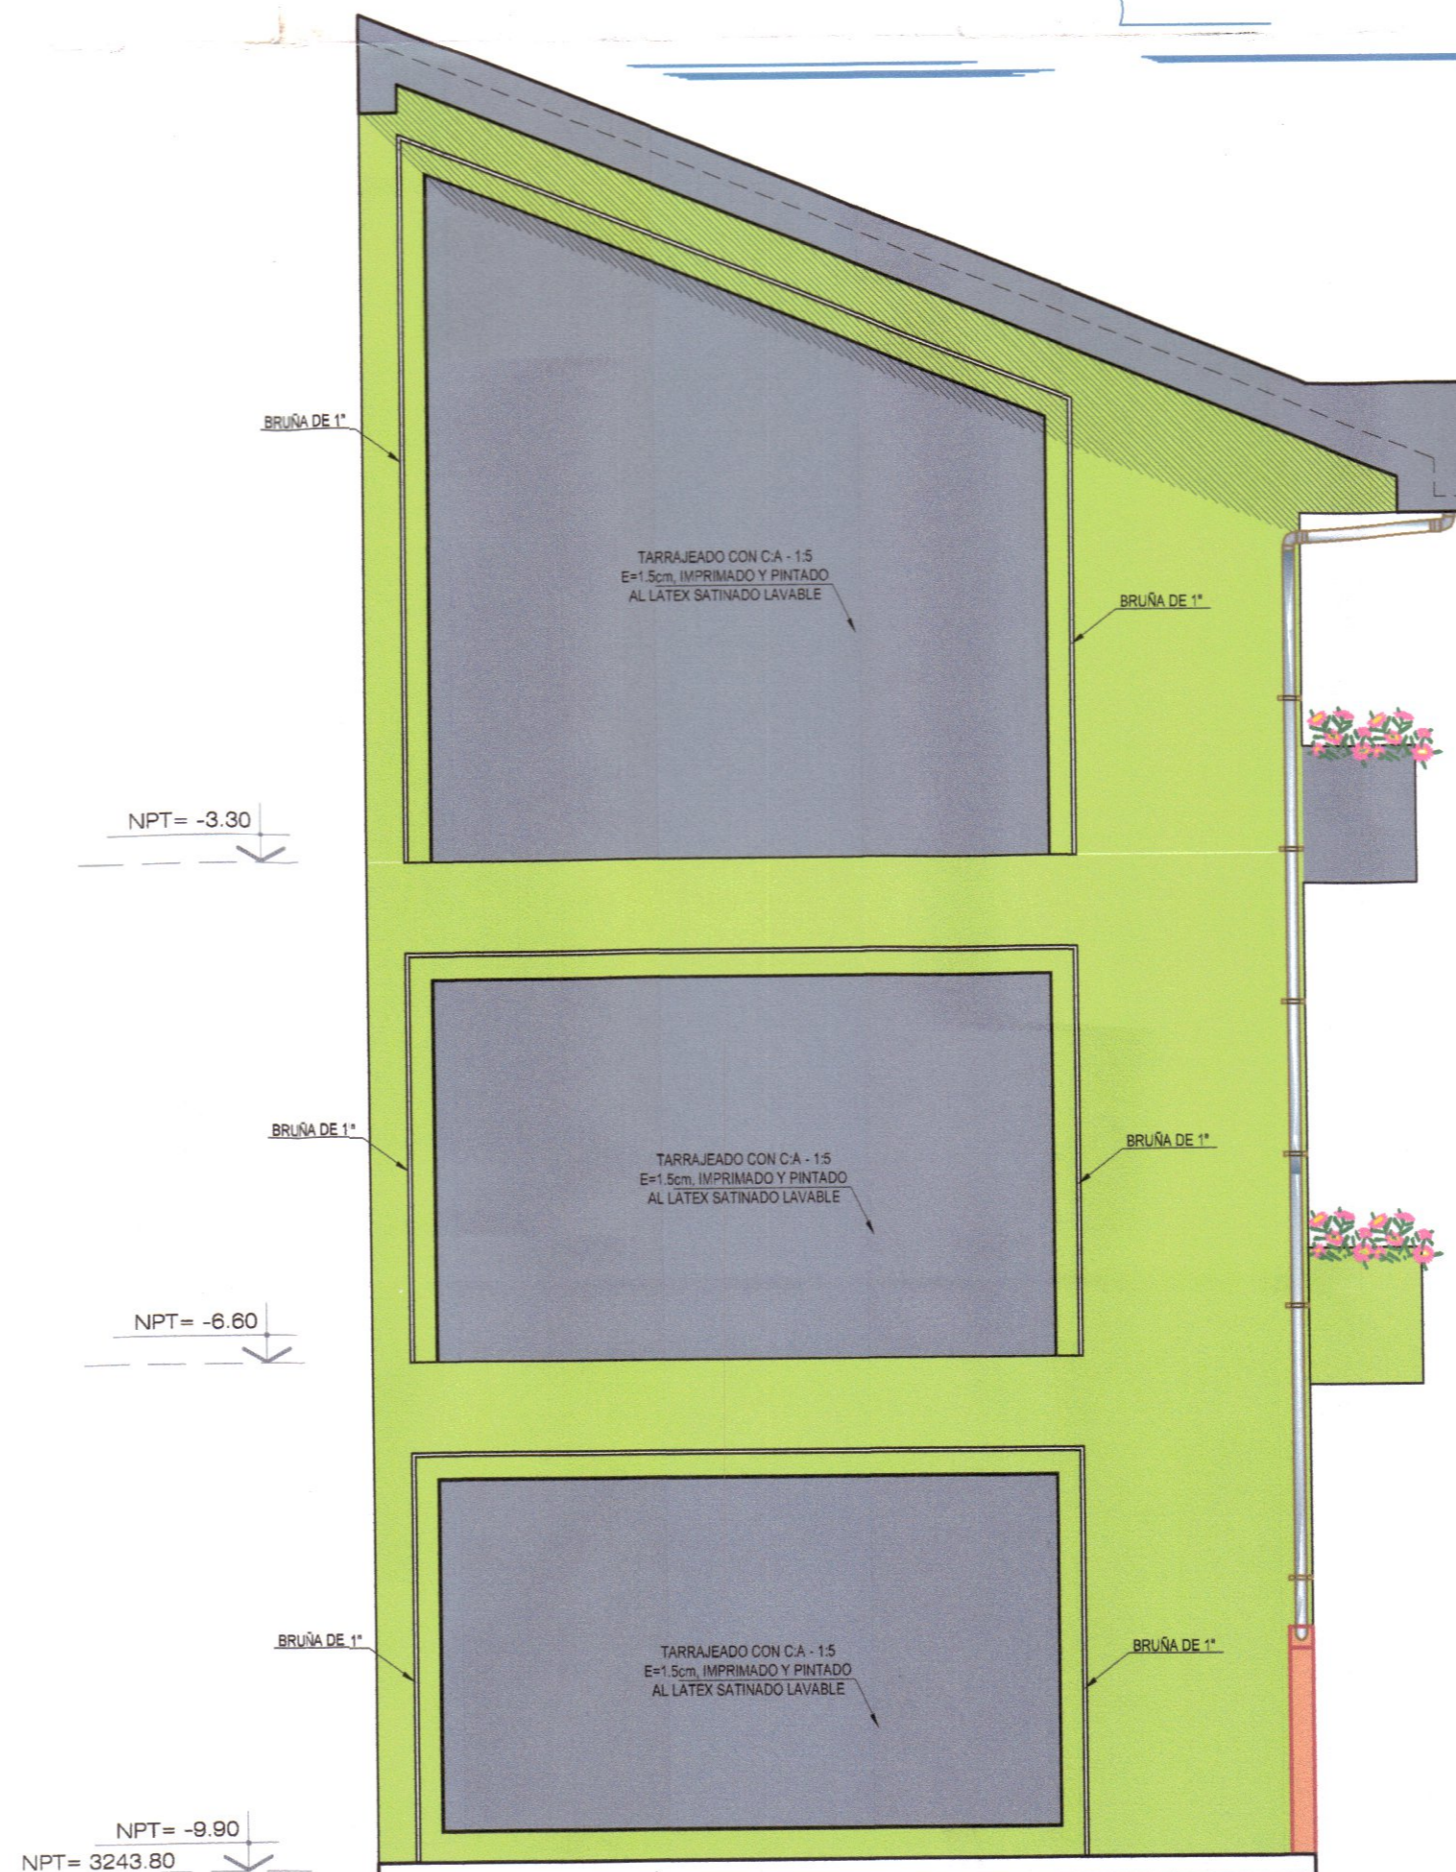 BRUÑA DE 1"
TARRAJEADO CON C:A - 1:5
E=1.5cm, IMPRIMADO Y PINTADO
AL LATEX SATINADO LAVABLE
BRUÑA DE 1"
NPT= -3.30
BRUÑA DE 1"
TARRAJEADO CON C:A - 1:5
E=1.5cm, IMPRIMADO Y PINTADO
AL LATEX SATINADO LAVABLE
BRUÑA DE 1"
NPT= -6.60
BRUÑA DE 1"
TARRAJEADO CON C:A - 1:5
E=1.5cm, IMPRIMADO Y PINTADO
AL LATEX SATINADO LAVABLE
BRUÑA DE 1"
NPT= -9.90
NPT= 3243.80